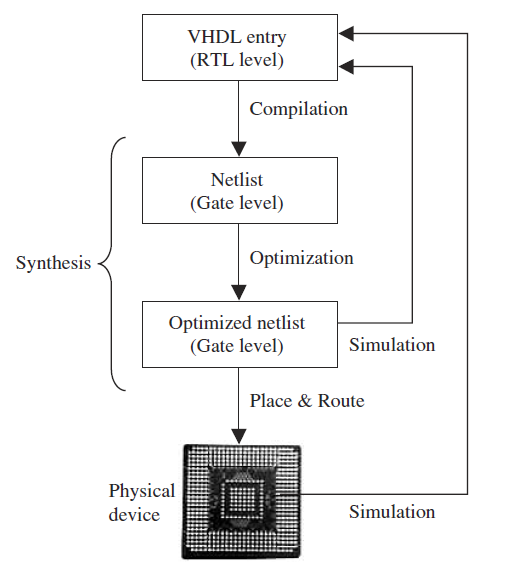 VHDL entry
(RTL level)
Compilation
Netlist
(Gate level)
Synthesis
Optimization
Optimized netlist
(Gate level)
Simulation
Place & Route
Physical
device
Simulation